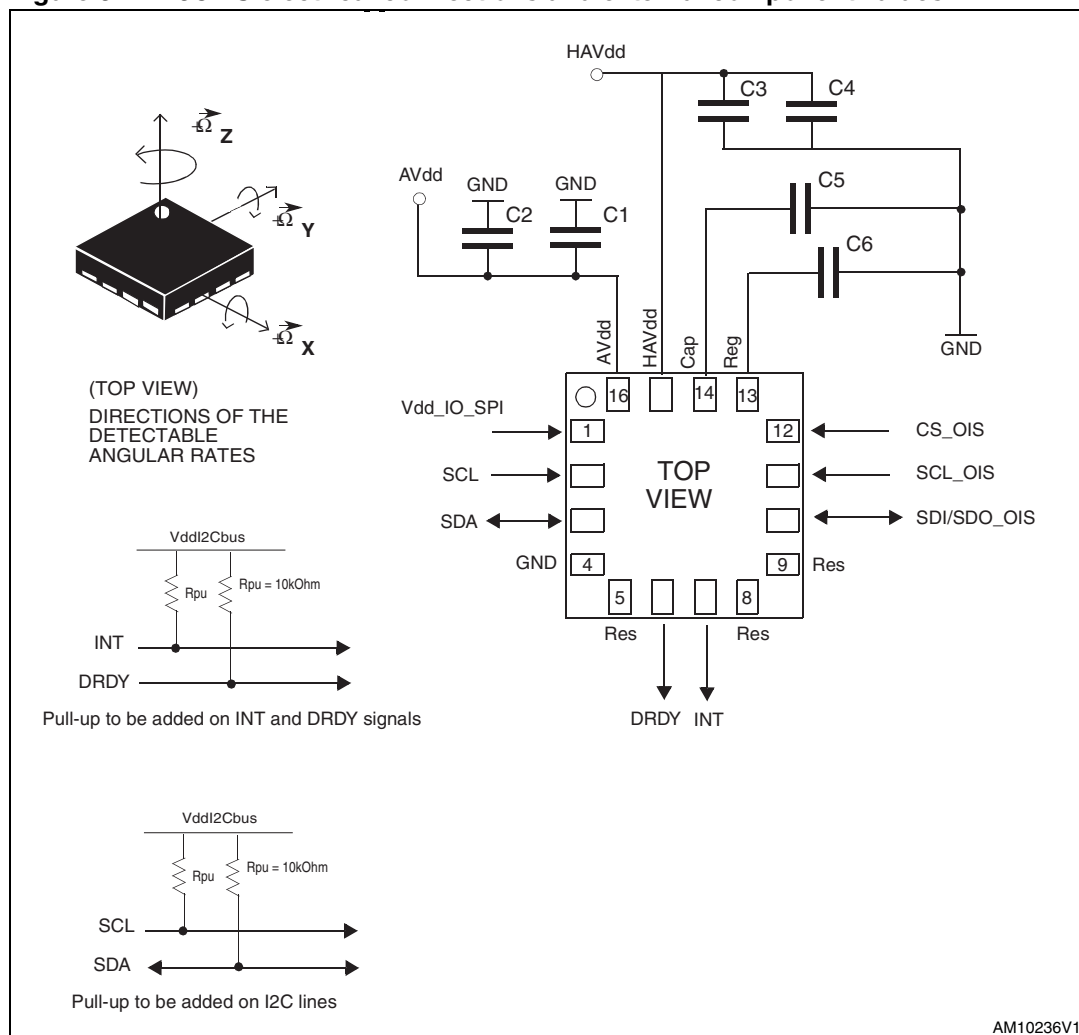 HAVdd
C3
C4
AVdd
GND
GND
C2
C1
C5
C6
Ω Z
Ω Y
Ω X
(TOP VIEW)
DIRECTIONS OF THE
DETECTABLE
ANGULAR RATES
AVdd
HAVdd
Cap
Reg
GND
16
14
13
Vdd_IO_SPI
1
12
CS_OIS
SCL
TOP
VIEW
SCL_OIS
SDA
SDI/SDO_OIS
GND
4
9
Res
5
8
Res
Res
DRDY
INT
VddI2Cbus
Rpu
Rpu = 10kOhm
INT
DRDY
Pull-up to be added on INT and DRDY signals
VddI2Cbus
Rpu
Rpu = 10kOhm
SCL
SDA
Pull-up to be added on I2C lines
AM10236V1